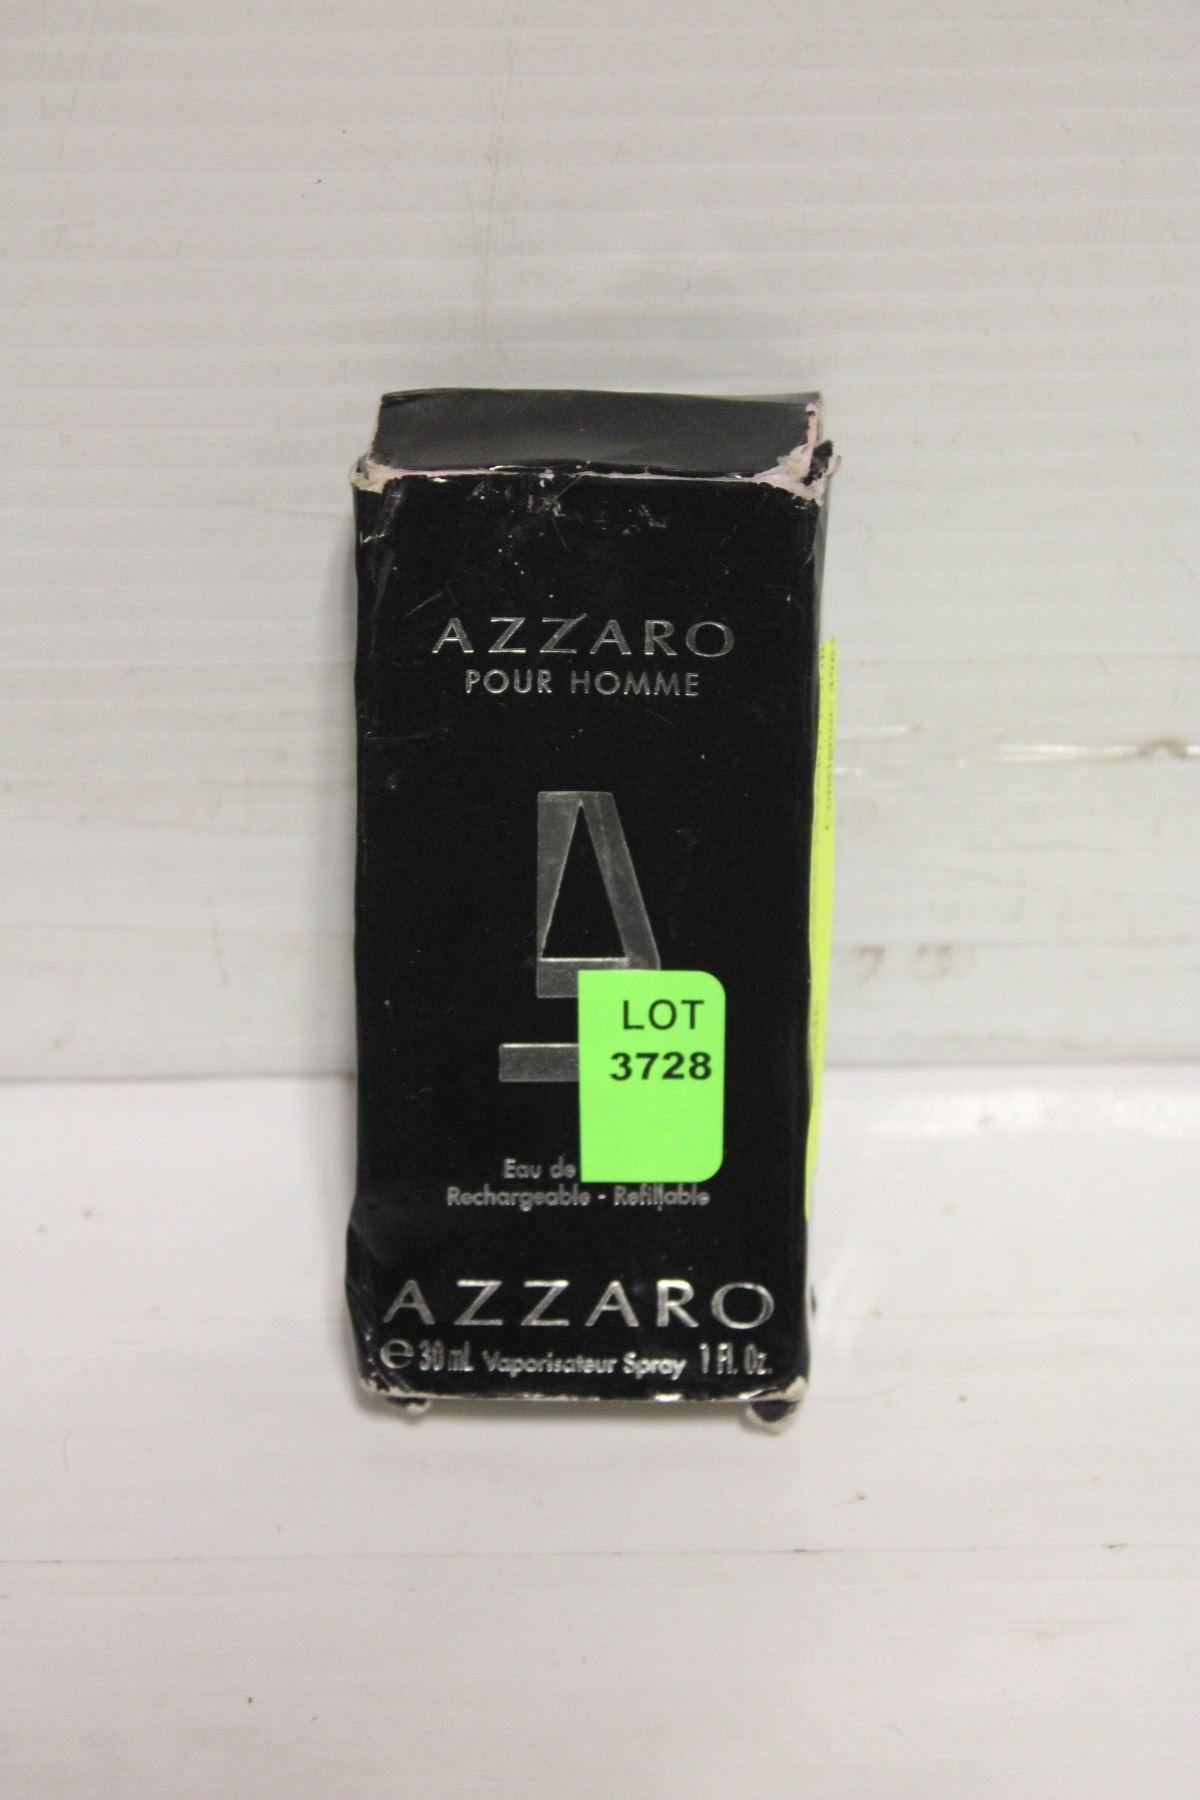 AZZARO
POUR HOMME
LOT
3728
Eau de
Rechargeable - Refillable
AZZARO
e 30 mL Vaporisateur Spray 1 Fl. Oz.